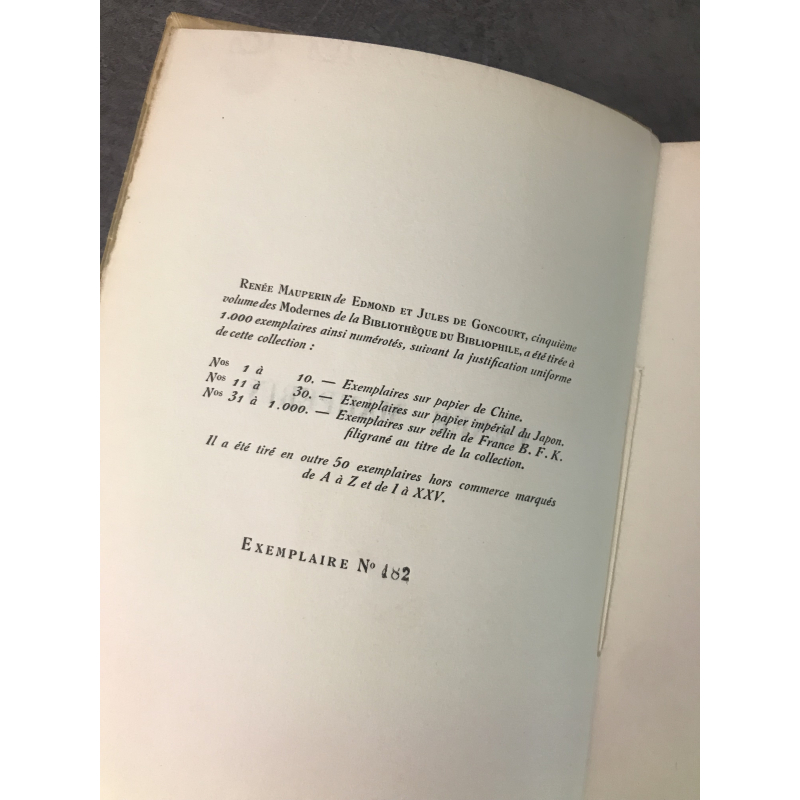 Renée Mauperin de Edmond et Jules de Goncourt, cinquième
volume des Modernes de la Bibliothèque du Bibliophile, a été tirée à
1.000 exemplaires ainsi numérotés, suivant la justification uniforme
de cette collection :
Nos 1 à 10. — Exemplaires sur papier de Chine.
Nos 11 à 30. — Exemplaires sur papier impérial du Japon.
Nos 31 à 1.000. — Exemplaires sur vélin de France B. F. K.
filigrané au titre de la collection.
Il a été tiré en outre 50 exemplaires hors commerce marqués
de A à Z et de I à XXV.
Exemplaire No 182